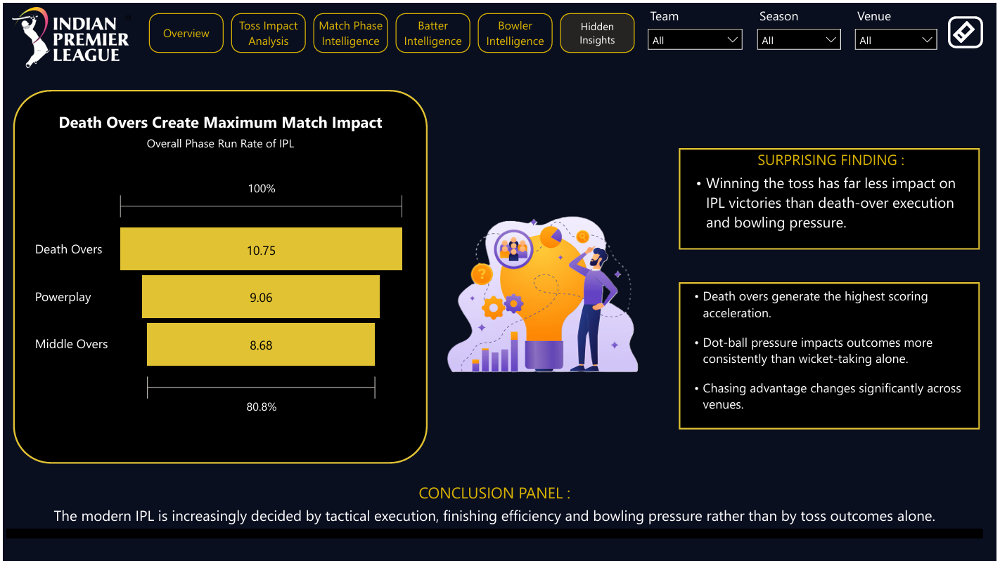 INDIAN
PREMIER
LEAGUE
Overview
Toss Impact
Analysis
Match Phase
Intelligence
Batter
Intelligence
Bowler
Intelligence
Hidden
Insights
Team
All
Season
All
Venue
All
Death Overs Create Maximum Match Impact
Overall Phase Run Rate of IPL
100%
Death Overs
10.75
Powerplay
9.06
Middle Overs
8.68
80.8%
?
SURPRISING FINDING :
• Winning the toss has far less impact on
IPL victories than death-over execution
and bowling pressure.
• Death overs generate the highest scoring
acceleration.
• Dot-ball pressure impacts outcomes more
consistently than wicket-taking alone.
• Chasing advantage changes significantly across
venues.
CONCLUSION PANEL :
The modern IPL is increasingly decided by tactical execution, finishing efficiency and bowling pressure rather than by toss outcomes alone.